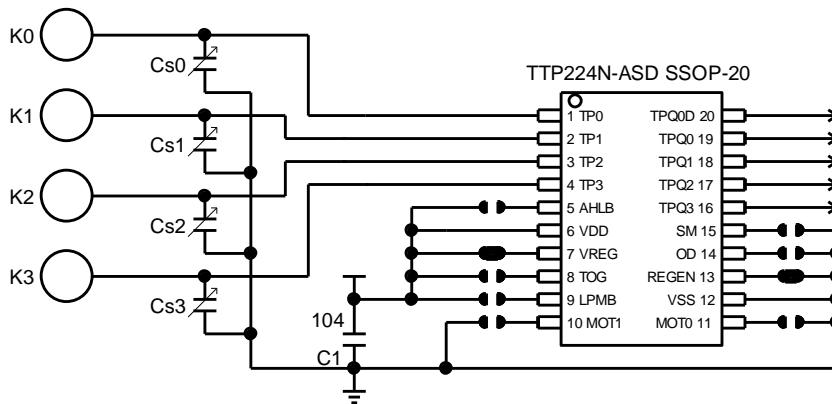 K0
Cs0
K1
Cs1
K2
Cs2
K3
Cs3
104
C1
TTP224N-ASD SSOP-20
1 TP0 TPQ0D 20
2 TP1 TPQ0 19
3 TP2 TPQ1 18
4 TP3 TPQ2 17
5 AHLB TPQ3 16
6 VDD SM 15
7 VREG OD 14
8 TOG REGEN 13
9 LPMB VSS 12
10 MOT1 MOT0 11